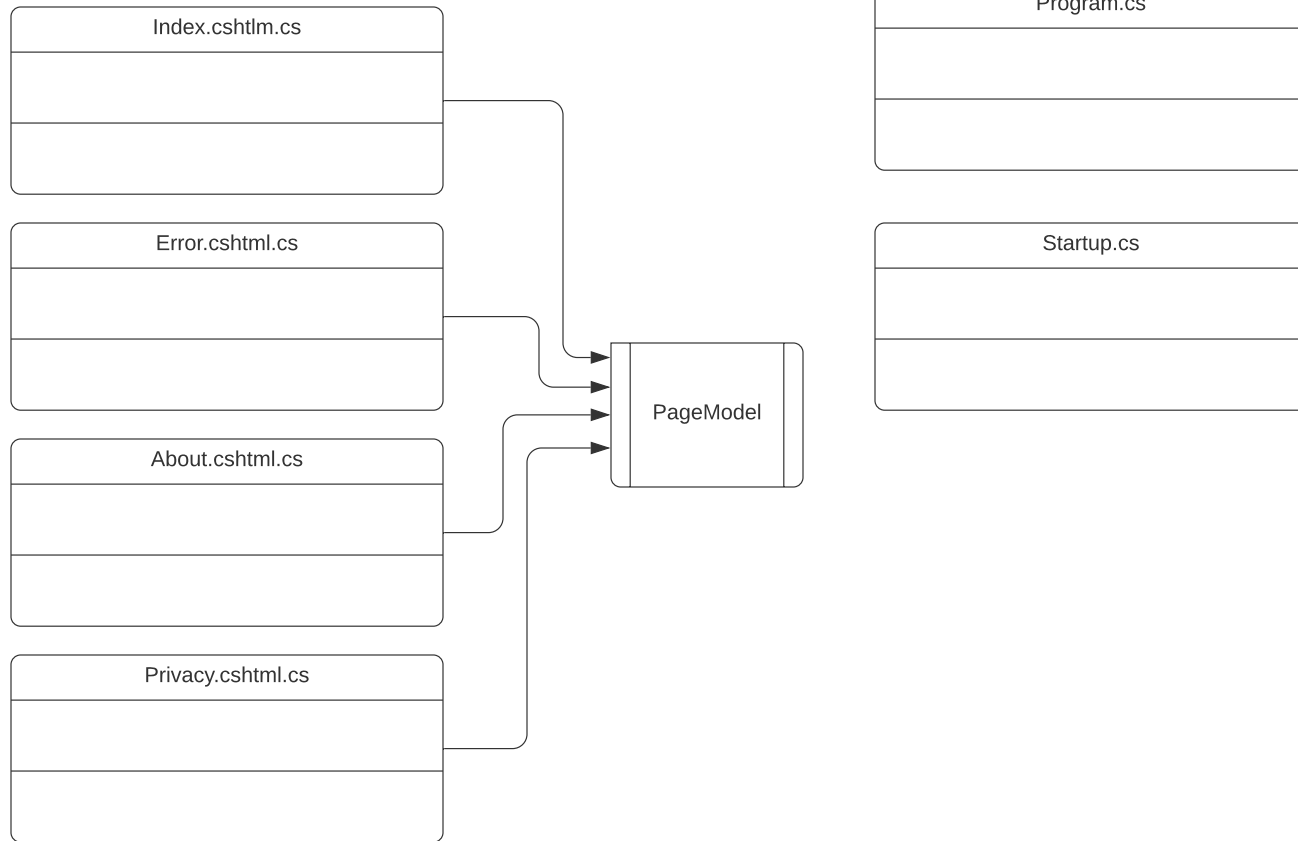 Index.cshtlm.cs
Program.cs
Error.cshtml.cs
Startup.cs
PageModel
About.cshtml.cs
Privacy.cshtml.cs